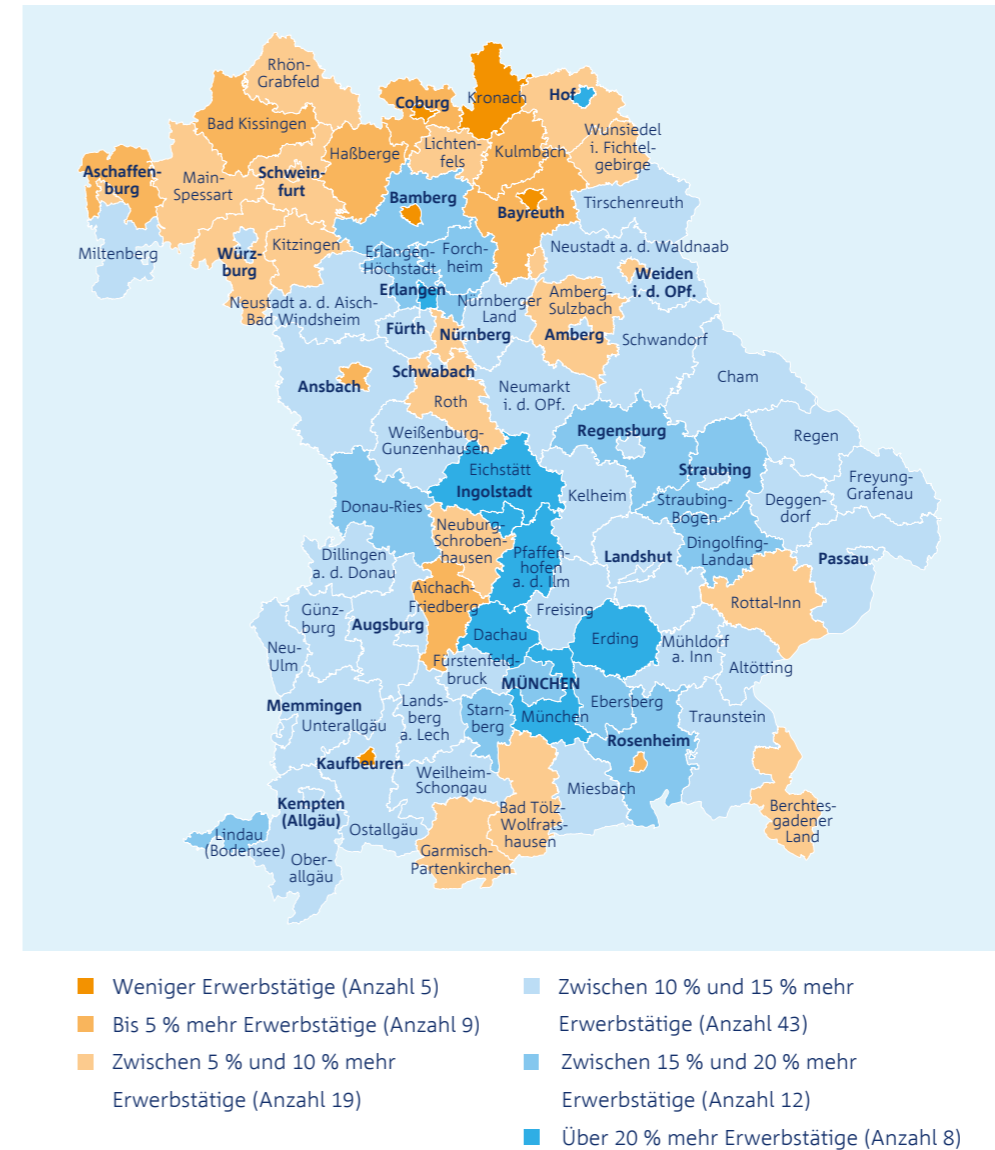 Rhön-
Grabfeld
Coburg
Kronach
Hof
Bad Kissingen
Haßberge
Lichten-
fels
Kulmbach
Wunsiedel
i. Fichtel-
gebirge
Aschaffen-
burg
Main-
Spessart
Schwein-
furt
Bamberg
Bayreuth
Tirschenreuth
Miltenberg
Würz-
burg
Kitzingen
Erlangen-
Höchstadt
Forch-
heim
Neustadt a. d. Waldnaab
Weiden
i. d. OPf.
Erlangen
Neustadt a. d. Aisch-
Bad Windsheim
Nürnberger
Land
Amberg-
Sulzbach
Fürth
Nürnberg
Amberg
Schwandorf
Ansbach
Schwabach
Roth
Neumarkt
i. d. OPf.
Cham
Weißenburg-
Gunzenhausen
Regensburg
Regen
Eichstätt
Ingolstadt
Straubing
Freyung-
Grafenau
Donau-Ries
Kelheim
Straubing-
Bogen
Deggen-
dorf
Neuburg-
Schroben-
hausen
Pfaffen-
hofen
a. d. Ilm
Landshut
Dingolfing-
Landau
Passau
Dillingen
a. d. Donau
Aichach-
Friedberg
Rottal-Inn
Günz-
burg
Augsburg
Freising
Neu-
Ulm
Dachau
Erding
Mühldorf
a. Inn
Altötting
Fürstenfeld-
bruck
MÜNCHEN
Memmingen
Unterallgäu
Lands-
berg
a. Lech
Starn-
berg
München
Ebersberg
Traunstein
Kaufbeuren
Rosenheim
Weilheim-
Schongau
Miesbach
Kempten
(Allgäu)
Ostallgäu
Bad Tölz-
Wolfrats-
hausen
Berchtes-
gadener
Land
Lindau
(Bodensee)
Ober-
allgäu
Garmisch-
Partenkirchen
Weniger Erwerbstätige (Anzahl 5)
Bis 5 % mehr Erwerbstätige (Anzahl 9)
Zwischen 5 % und 10 % mehr
Erwerbstätige (Anzahl 19)
Zwischen 10 % und 15 % mehr
Erwerbstätige (Anzahl 43)
Zwischen 15 % und 20 % mehr
Erwerbstätige (Anzahl 12)
Über 20 % mehr Erwerbstätige (Anzahl 8)